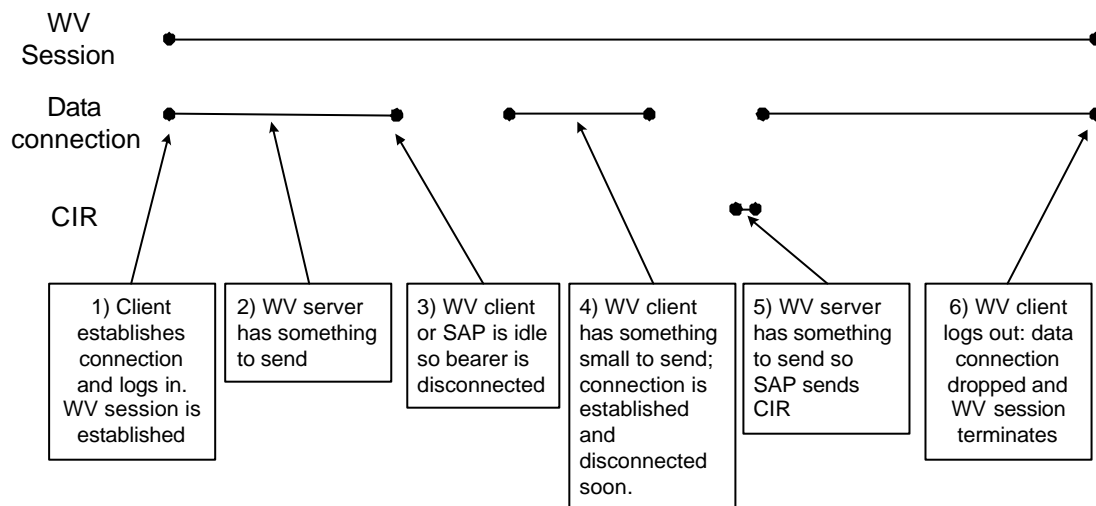 WV
Session
Data
connection
CIR
1) Client
establishes
connection
and logs in.
WV session is
established
2) WV server
has something
to send
3) WV client
or SAP is idle
so bearer is
disconnected
4) WV client
has something
small to send;
connection is
established
and
disconnected
soon.
5) WV server
has something
to send so
SAP sends
CIR
6) WV client
logs out: data
connection
dropped and
WV session
terminates